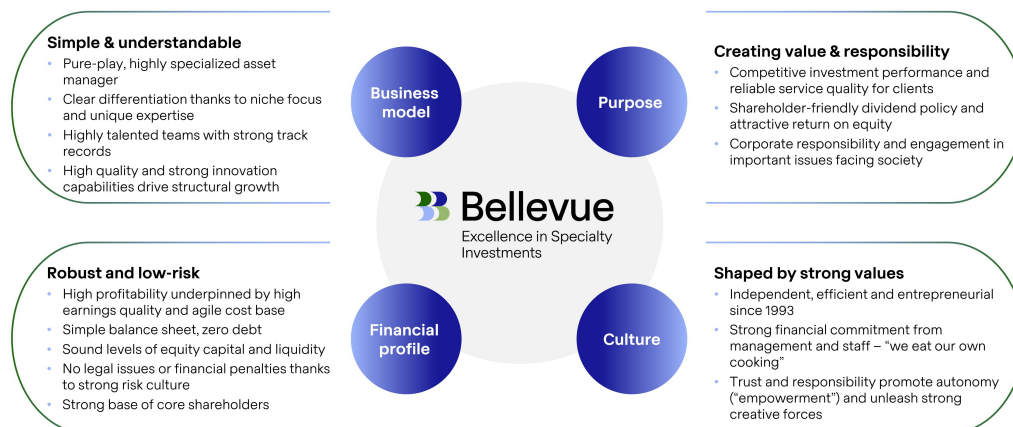 Simple & understandable
• Pure-play, highly specialized asset
manager
• Clear differentiation thanks to niche focus
and unique expertise
• Highly talented teams with strong track
records
• High quality and strong innovation
capabilities drive structural growth
Business
model
Purpose
Creating value & responsibility
• Competitive investment performance and
reliable service quality for clients
• Shareholder-friendly dividend policy and
attractive return on equity
• Corporate responsibility and engagement in
important issues facing society
Bellevue
Excellence in Specialty
Investments
Robust and low-risk
• High profitability underpinned by high
earnings quality and agile cost base
• Simple balance sheet, zero debt
• Sound levels of equity capital and liquidity
• No legal issues or financial penalties thanks
to strong risk culture
• Strong base of core shareholders
Financial
profile
Culture
Shaped by strong values
• Independent, efficient and entrepreneurial
since 1993
• Strong financial commitment from
management and staff – “we eat our own
cooking”
• Trust and responsibility promote autonomy
(“empowerment”) and unleash strong
creative forces